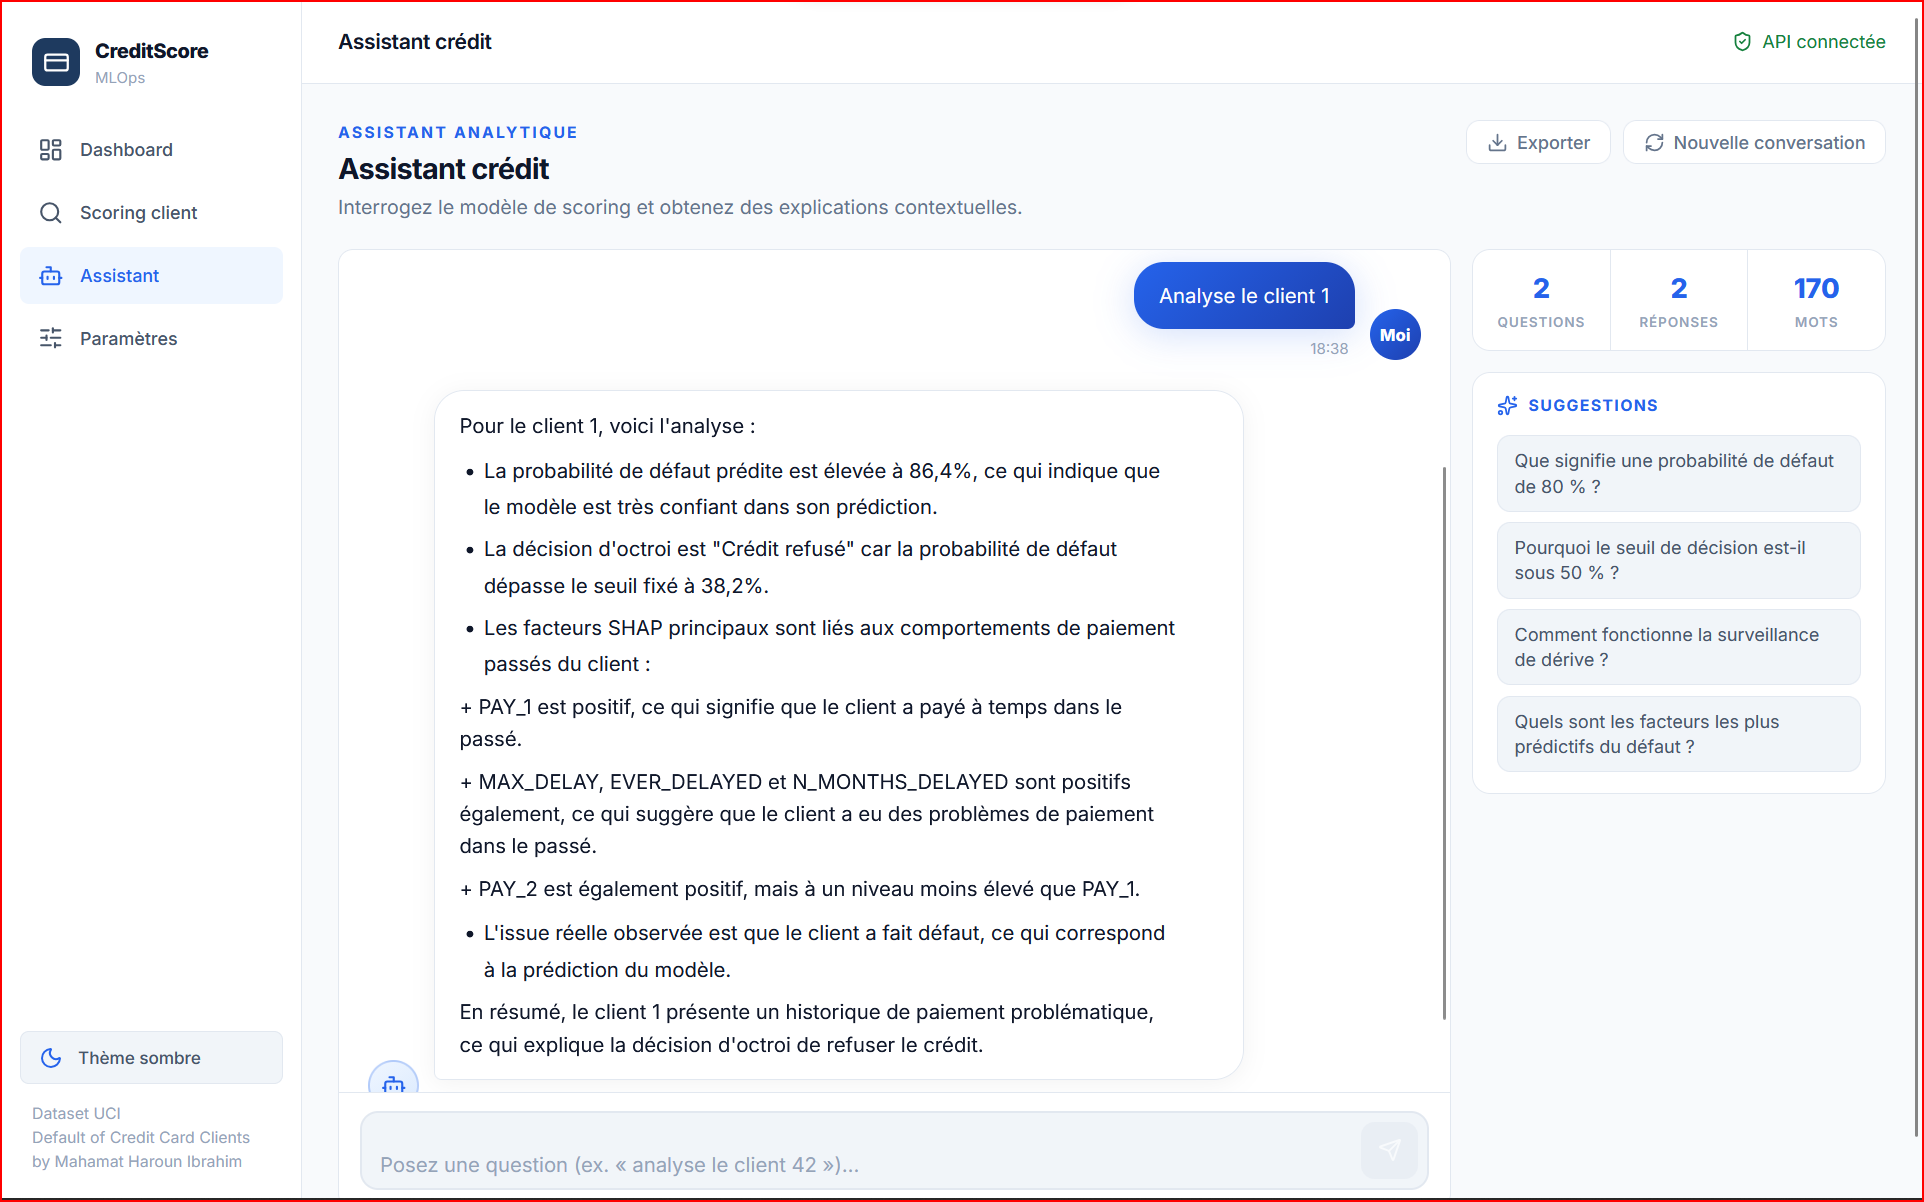 CreditScore
MLOps
Dashboard
Scoring client
Assistant
Paramètres
Thème sombre
Dataset UCI
Default of Credit Card Clients
by Mahamat Haroun Ibrahim
Assistant crédit
API connectée
ASSISTANT ANALYTIQUE
Assistant crédit
Interrogez le modèle de scoring et obtenez des explications contextuelles.
Exporter
Nouvelle conversation
Analyse le client 1
18:38
Moi
Pour le client 1, voici l'analyse :
• La probabilité de défaut prédite est élevée à 86,4%, ce qui indique que
le modèle est très confiant dans son prédiction.
• La décision d'octroi est "Crédit refusé" car la probabilité de défaut
dépasse le seuil fixé à 38,2%.
• Les facteurs SHAP principaux sont liés aux comportements de paiement
passés du client :
+ PAY_1 est positif, ce qui signifie que le client a payé à temps dans le
passé.
+ MAX_DELAY, EVER_DELAYED et N_MONTHS_DELAYED sont positifs
également, ce qui suggère que le client a eu des problèmes de paiement
dans le passé.
+ PAY_2 est également positif, mais à un niveau moins élevé que PAY_1.
• L'issue réelle observée est que le client a fait défaut, ce qui correspond
à la prédiction du modèle.
En résumé, le client 1 présente un historique de paiement problématique,
ce qui explique la décision d'octroi de refuser le crédit.
Posez une question (ex. « analyse le client 42 »)...
2
QUESTIONS
2
RÉPONSES
170
MOTS
SUGGESTIONS
Que signifie une probabilité de défaut
de 80 % ?
Pourquoi le seuil de décision est-il
sous 50 % ?
Comment fonctionne la surveillance
de dérive ?
Quels sont les facteurs les plus
prédictifs du défaut ?